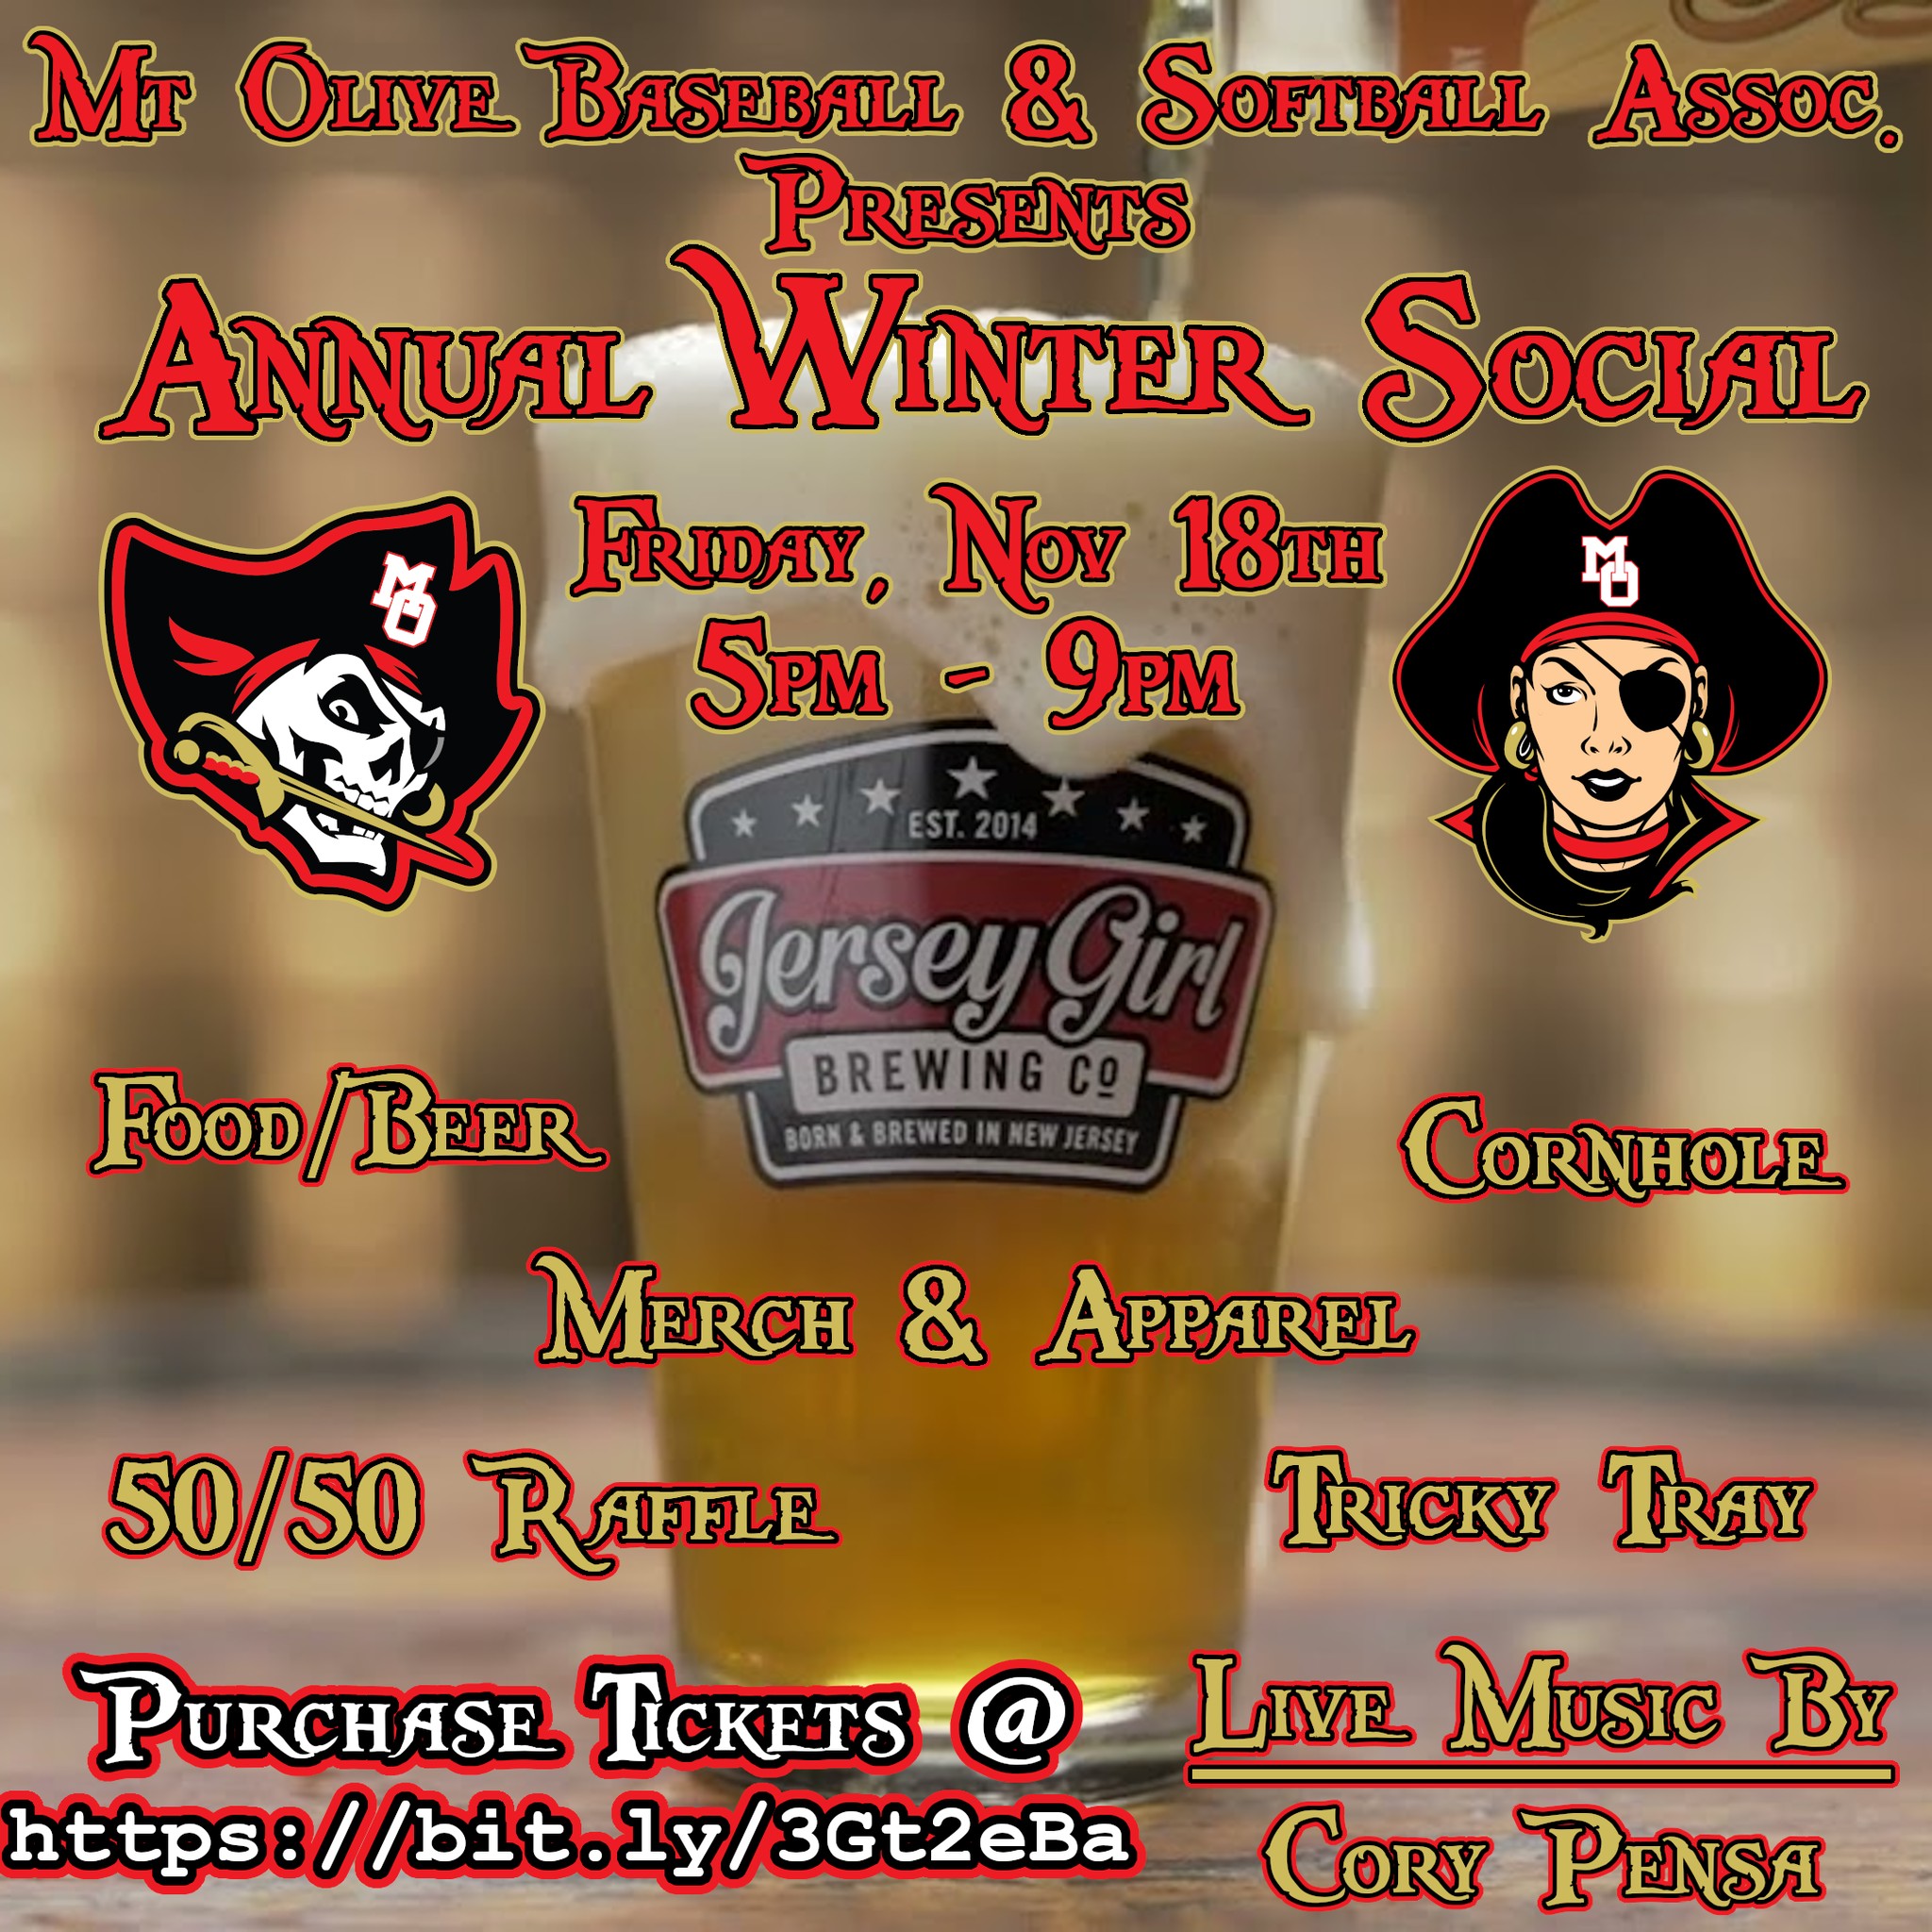 Mt Olive Baseball & Softball Assoc.
Presents
Annual Winter Social
Friday, Nov 18th
5pm - 9pm
MO
MO
EST. 2014
Jersey Girl
BREWING Co
BORN & BREWED IN NEW JERSEY
Food/Beer
Cornhole
Merch & Apparel
50/50 Raffle
Tricky Tray
Purchase Tickets @
https://bit.ly/3Gt2eBa
Live Music By
Cory Pensa